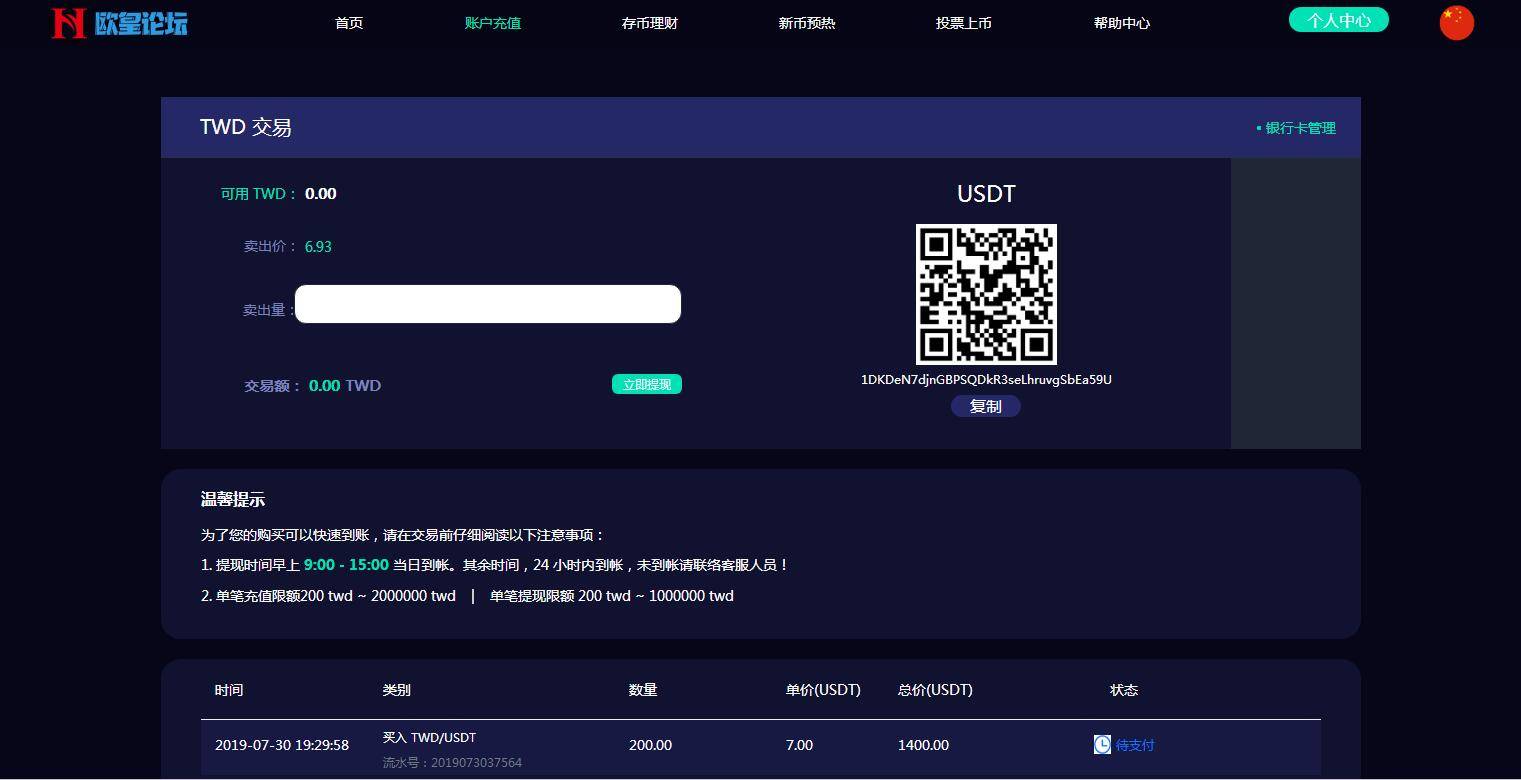 欧皇论坛
首页 账户充值 存币理财 新币预热 投票上币 帮助中心 个人中心
TWD 交易
• 银行卡管理
可用 TWD： 0.00
卖出价： 6.93
卖出量：
交易额： 0.00 TWD
立即提现
USDT
1DKDeN7djnGBPSQDkR3seLhruvgSbEa59U
复制
温馨提示
为了您的购买可以快速到账，请在交易前仔细阅读以下注意事项：
1. 提现时间早上 9:00 - 15:00 当日到帐。其余时间，24 小时内到帐，未到帐请联络客服人员！
2. 单笔充值限额200 twd ~ 2000000 twd | 单笔提现限额 200 twd ~ 1000000 twd
时间 类别 数量 单价(USDT) 总价(USDT) 状态
2019-07-30 19:29:58 买入 TWD/USDT 200.00 7.00 1400.00 待支付
流水号：2019073037564